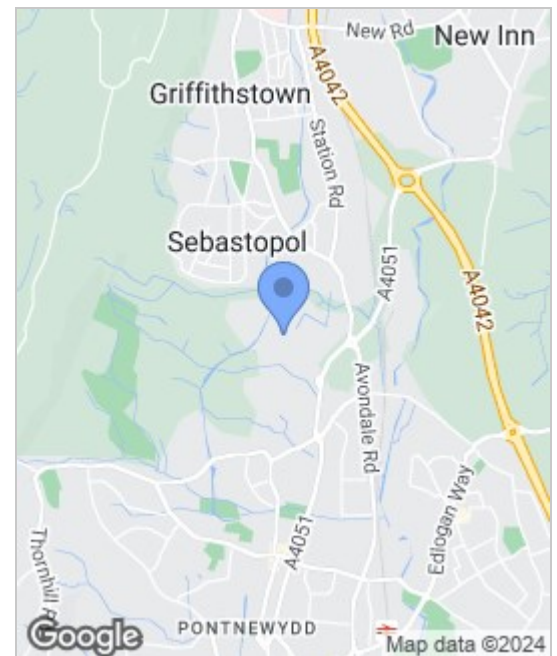 New Rd
New Inn
A4042
Griffithstown
Station Rd
Sebastopol
A4051
A4042
Avondale Rd
Edlogan Way
A4051
Thornhill
PONTNEWYDD
Google
Map data ©2024